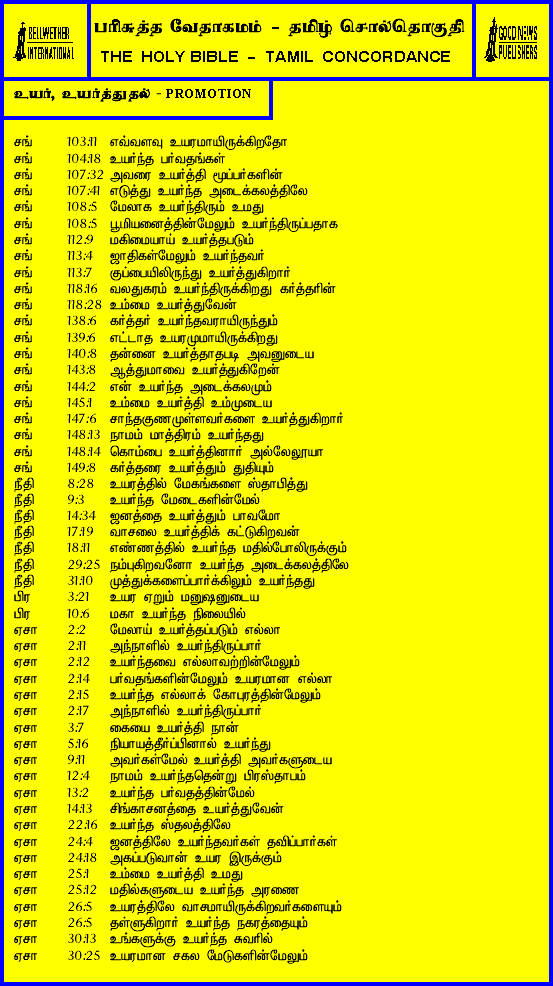 BELLWETHER
INTERNATIONAL
பரிசுத்த வேதாகமம் - தமிழ் சொல்தொகுதி
THE HOLY BIBLE - TAMIL CONCORDANCE
GOOD NEWS
PUBLISHERS
உயர், உயர்த்துதல் - PROMOTION
சங் 103:11 எவ்வளவு உயரமாயிருக்கிறதோ
சங் 104:18 உயர்ந்த பர்வதங்கள்
சங் 107:32 அவரை உயர்த்தி மூப்பர்களின்
சங் 107:41 எடுத்து உயர்ந்த அடைக்கலத்திலே
சங் 108:5 மேலாக உயர்ந்திரும் உமது
சங் 108:5 பூமியனைத்தின்மேலும் உயர்ந்திருப்பதாக
சங் 112:9 மகிமையாய் உயர்த்தபடும்
சங் 113:4 ஜாதிகள்மேலும் உயர்ந்தவர்
சங் 113:7 குப்பையிலிருந்து உயர்த்துகிறார்
சங் 118:16 வலதுகரம் உயர்ந்திருக்கிறது கர்த்தரின்
சங் 118:28 உம்மை உயர்த்துவேன்
சங் 138:6 கர்த்தர் உயர்ந்தவராயிருந்தும்
சங் 139:6 எட்டாத உயரமுமாயிருக்கிறது
சங் 140:8 தன்னை உயர்த்தாதபடி அவனுடைய
சங் 143:8 ஆத்துமாவை உயர்த்துகிறேன்
சங் 144:2 என் உயர்ந்த அடைக்கலமும்
சங் 145:1 உம்மை உயர்த்தி உம்முடைய
சங் 147:6 சாந்தகுணமுள்ளவர்களை உயர்த்துகிறார்
சங் 148:13 நாமம் மாத்திரம் உயர்ந்தது
சங் 148:14 கொம்பை உயர்த்தினார் அல்லேலூயா
சங் 149:8 கர்த்தரை உயர்த்தும் துதியும்
நீதி 8:28 உயரத்தில் மேகங்களை ஸ்தாபித்து
நீதி 9:3 உயர்ந்த மேடைகளின்மேல்
நீதி 14:34 ஜனத்தை உயர்த்தும் பாவமோ
நீதி 17:19 வாசலை உயர்த்திக் கட்டுகிறவன்
நீதி 18:11 எண்ணத்தில் உயர்ந்த மதில்போலிருக்கும்
நீதி 29:25 நம்புகிறவனோ உயர்ந்த அடைக்கலத்திலே
நீதி 31:10 முத்துக்களைப்பார்க்கிலும் உயர்ந்தது
பிர 3:21 உயர ஏறும் மனுஷனுடைய
பிர 10:6 மகா உயர்ந்த நிலையில்
ஏசா 2:2 மேலாய் உயர்த்தப்படும் எல்லா
ஏசா 2:11 அந்நாளில் உயர்ந்திருப்பார்
ஏசா 2:12 உயர்ந்தவை எல்லாவற்றின்மேலும்
ஏசா 2:14 பர்வதங்களின்மேலும் உயரமான எல்லா
ஏசா 2:15 உயர்ந்த எல்லாக் கோபுரத்தின்மேலும்
ஏசா 2:17 அந்நாளில் உயர்ந்திருப்பார்
ஏசா 3:7 கையை உயர்த்தி நான்
ஏசா 5:16 நியாயத்தீர்ப்பினால் உயர்ந்து
ஏசா 9:11 அவர்கள்மேல் உயர்த்தி அவர்களுடைய
ஏசா 12:4 நாமம் உயர்ந்ததென்று பிரஸ்தாபம்
ஏசா 13:2 உயர்ந்த பர்வதத்தின்மேல்
ஏசா 14:13 சிங்காசனத்தை உயர்த்துவேன்
ஏசா 22:16 உயர்ந்த ஸ்தலத்திலே
ஏசா 24:4 ஜனத்திலே உயர்ந்தவர்கள் தவிப்பார்கள்
ஏசா 24:18 அகப்படுவான் உயர இருக்கும்
ஏசா 25:1 உம்மை உயர்த்தி உமது
ஏசா 25:12 மதில்களுடைய உயர்ந்த அரணை
ஏசா 26:5 உயரத்திலே வாசமாயிருக்கிறவர்களையும்
ஏசா 26:5 தள்ளுகிறார் உயர்ந்த நகரத்தையும்
ஏசா 30:13 உங்களுக்கு உயர்ந்த சுவரில்
ஏசா 30:25 உயரமான சகல மேடுகளின்மேலும்